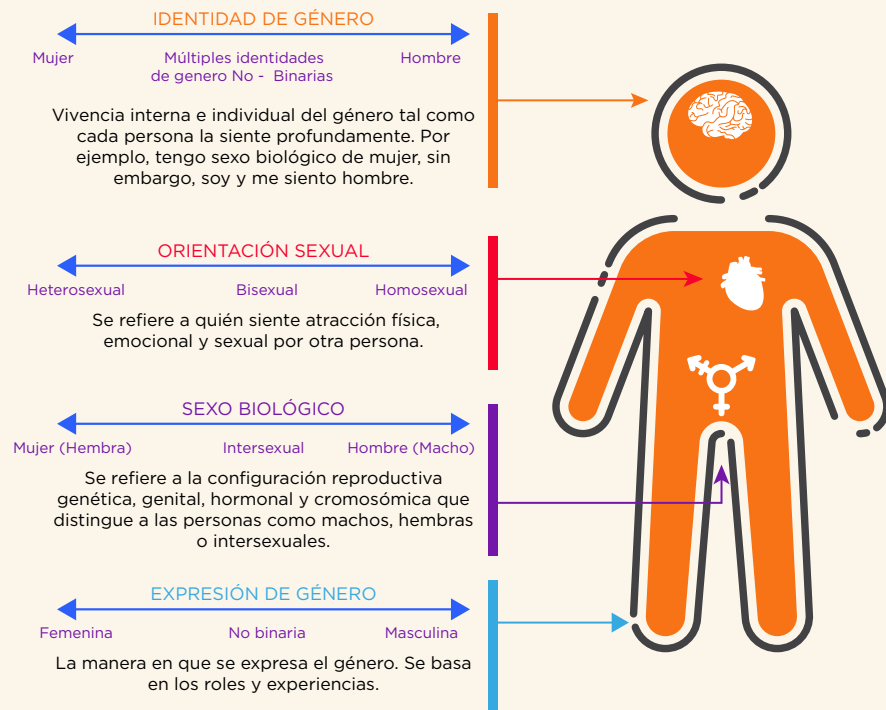 IDENTIDAD DE GÉNERO
Mujer Múltiples identidades Hombre
de genero No - Binarias
Vivencia interna e individual del género tal como
cada persona la siente profundamente. Por
ejemplo, tengo sexo biológico de mujer, sin
embargo, soy y me siento hombre.
ORIENTACIÓN SEXUAL
Heterosexual Bisexual Homosexual
Se refiere a quién siente atracción física,
emocional y sexual por otra persona.
SEXO BIOLÓGICO
Mujer (Hembra) Intersexual Hombre (Macho)
Se refiere a la configuración reproductiva
genética, genital, hormonal y cromosómica que
distingue a las personas como machos, hembras
o intersexuales.
EXPRESIÓN DE GÉNERO
Femenina No binaria Masculina
La manera en que se expresa el género. Se basa
en los roles y experiencias.